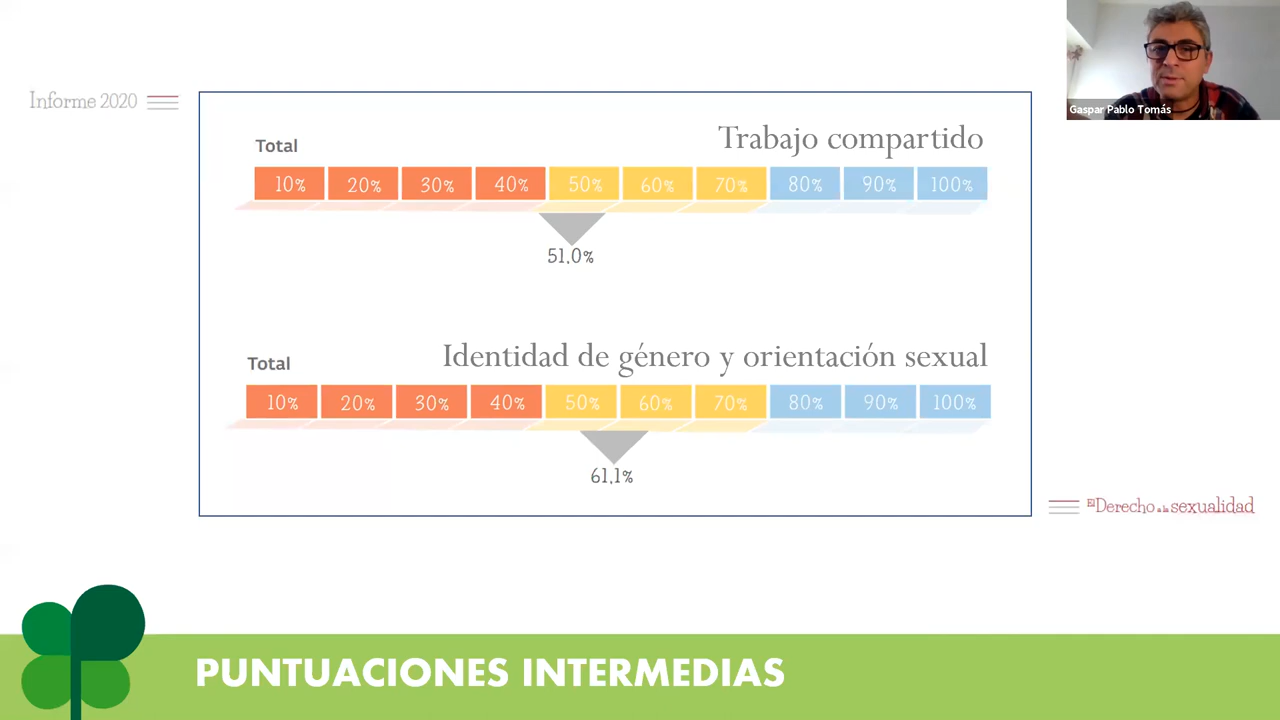 Gaspar Pablo Tomás
Informe 2020
Total
Trabajo compartido
10% 20% 30% 40% 50% 60% 70% 80% 90% 100%
51,0%
Total
Identidad de género y orientación sexual
10% 20% 30% 40% 50% 60% 70% 80% 90% 100%
61,1%
El Derecho a la sexualidad
PUNTUACIONES INTERMEDIAS